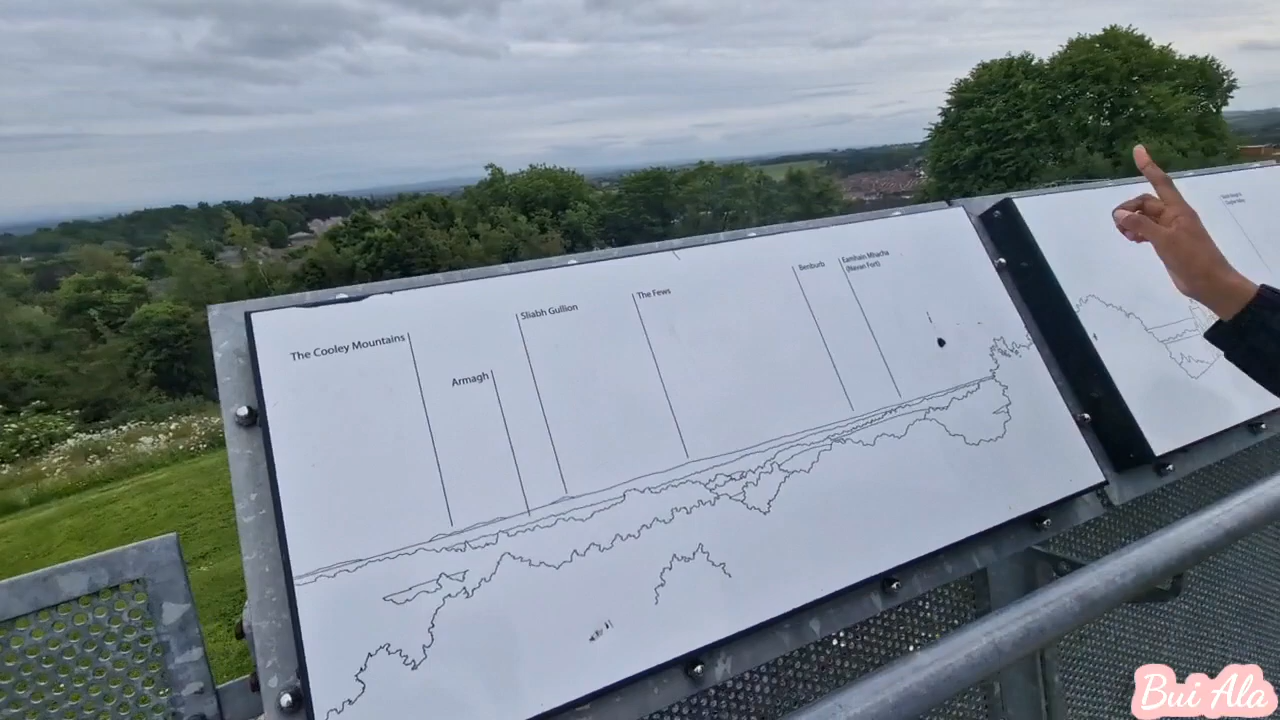 The Cooley Mountains
Armagh
Sliabh Gullion
The Fews
Benburb
Eamhain Mhacha
(Navan Fort)
Bui Ala